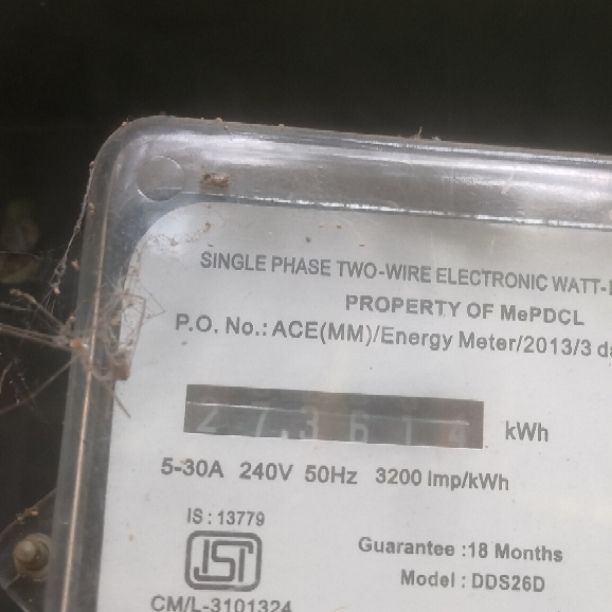 SINGLE PHASE TWO-WIRE ELECTRONIC WATT-
PROPERTY OF MePDCL
P.O. No.: ACE(MM)/Energy Meter/2013/3
kWh
5-30A 240V 50Hz 3200 Imp/kWh
IS : 13779
ISI
Guarantee :18 Months
Model : DDS26D
CM/L-3101324